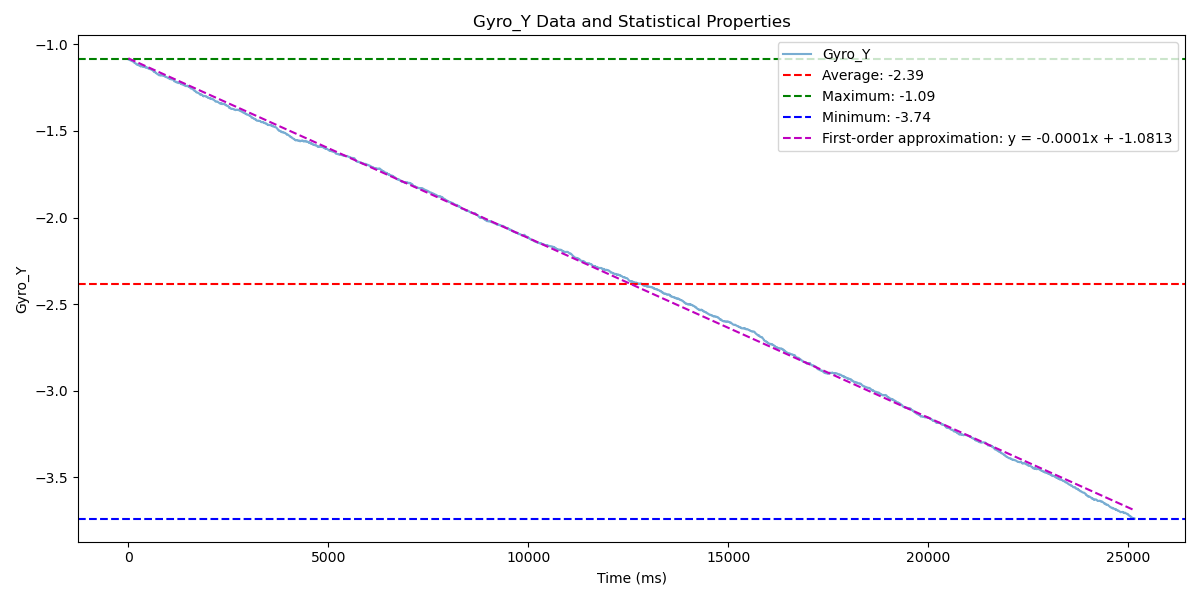 Gyro_Y Data and Statistical Properties
Gyro_Y
Average: -2.39
Maximum: -1.09
Minimum: -3.74
First-order approximation: y = -0.0001x + -1.0813
−1.0
−1.5
−2.0
−2.5
−3.0
−3.5
Gyro_Y
0 5000 10000 15000 20000 25000
Time (ms)